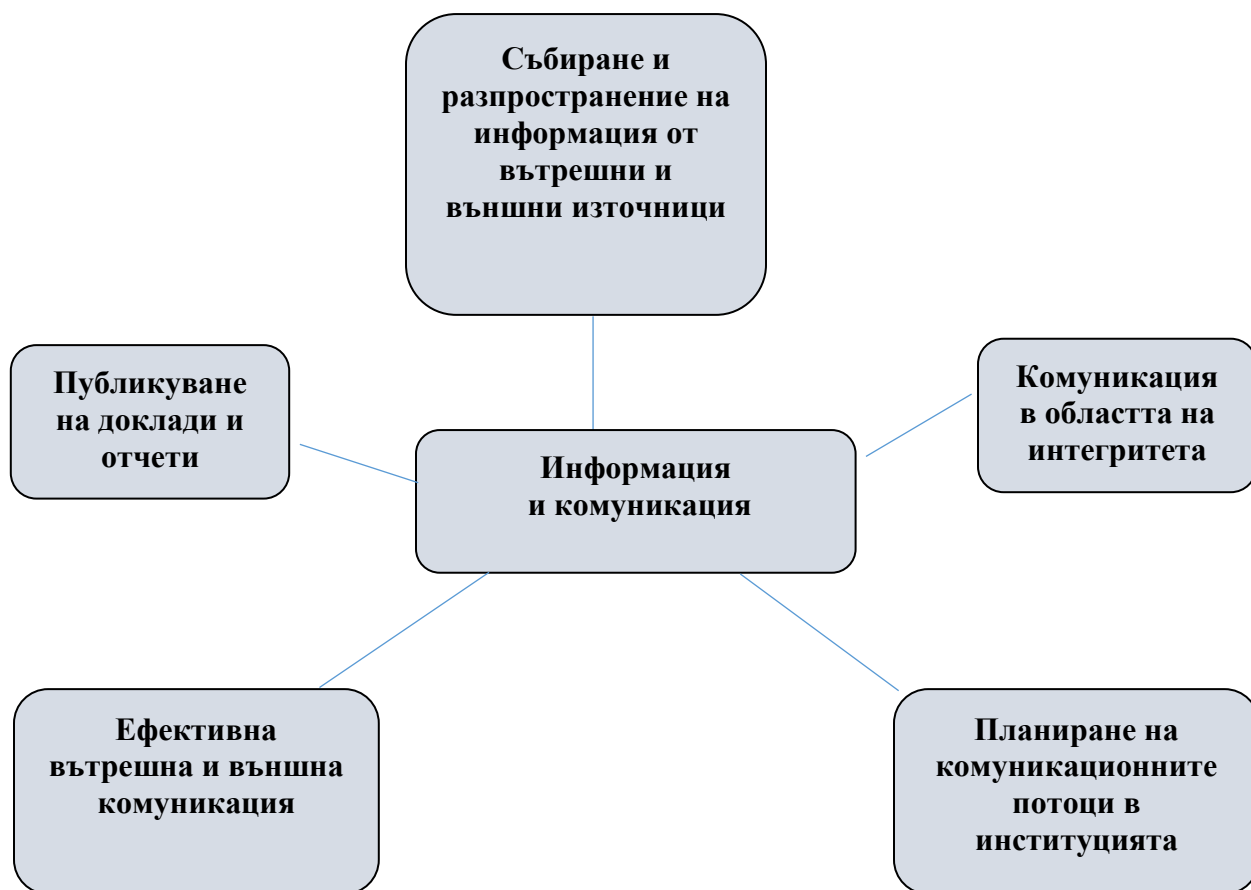 Събиране и
разпространение на
информация от
вътрешни и
външни източници
Публикуване
на доклади и
отчети
Комуникация
в областта на
интегритета
Информация
и комуникация
Ефективна
вътрешна и външна
комуникация
Планиране на
комуникационните
потоци в
институцията